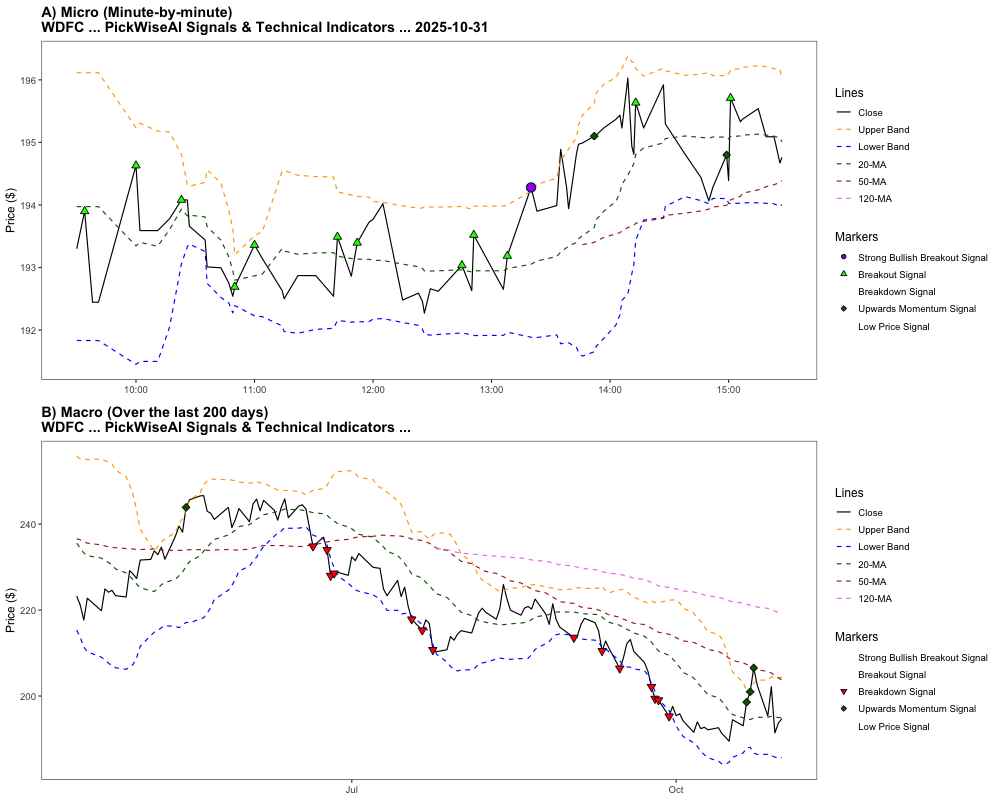 A) Micro (Minute-by-minute)
WDFC ... PickWiseAI Signals & Technical Indicators ... 2025-10-31
Price ($)
196
195
194
193
192
10:00
11:00
12:00
13:00
14:00
15:00
Lines
Close
Upper Band
Lower Band
20-MA
50-MA
120-MA
Markers
Strong Bullish Breakout Signal
Breakout Signal
Breakdown Signal
Upwards Momentum Signal
Low Price Signal
B) Macro (Over the last 200 days)
WDFC ... PickWiseAI Signals & Technical Indicators ...
Price ($)
240
220
200
Jul
Oct
Lines
Close
Upper Band
Lower Band
20-MA
50-MA
120-MA
Markers
Strong Bullish Breakout Signal
Breakout Signal
Breakdown Signal
Upwards Momentum Signal
Low Price Signal